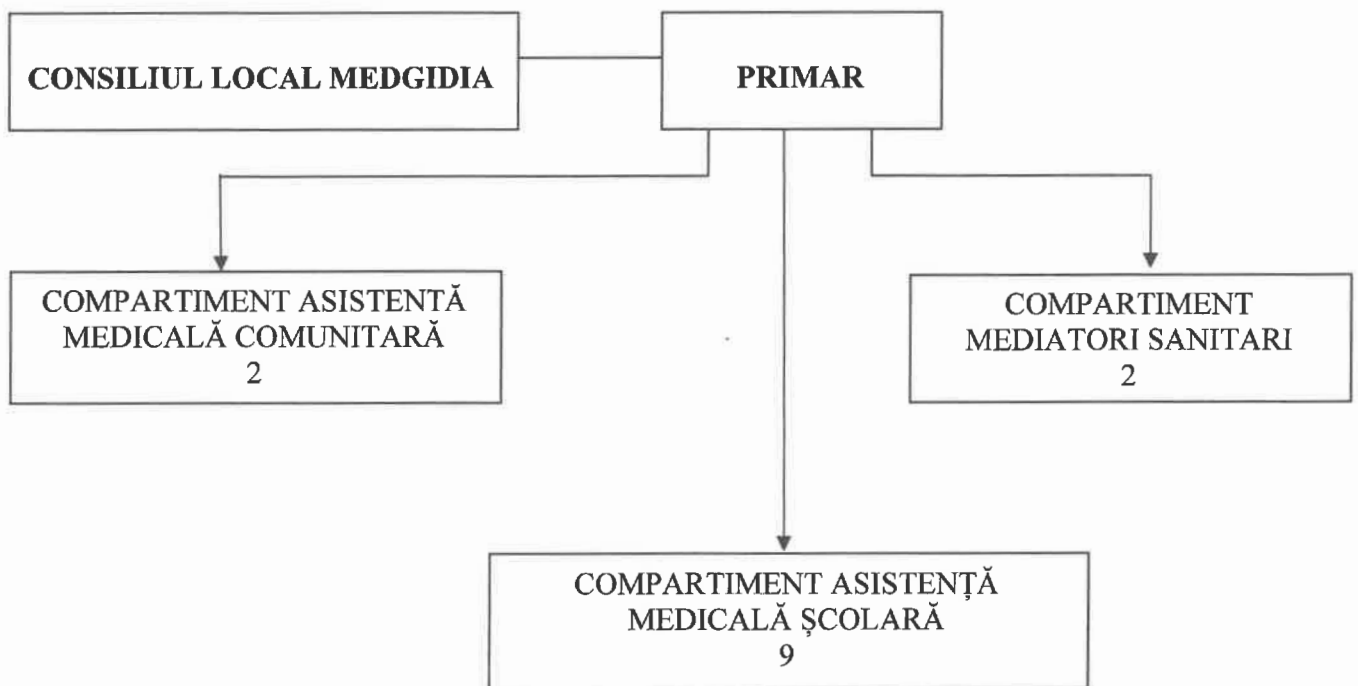 CONSILIUL LOCAL MEDGIDIA
PRIMAR
COMPARTIMENT ASISTENTĂ
MEDICALĂ COMUNITARĂ
2
COMPARTIMENT
MEDIATORI SANITARI
2
COMPARTIMENT ASISTENȚĂ
MEDICALĂ ȘCOLARĂ
9